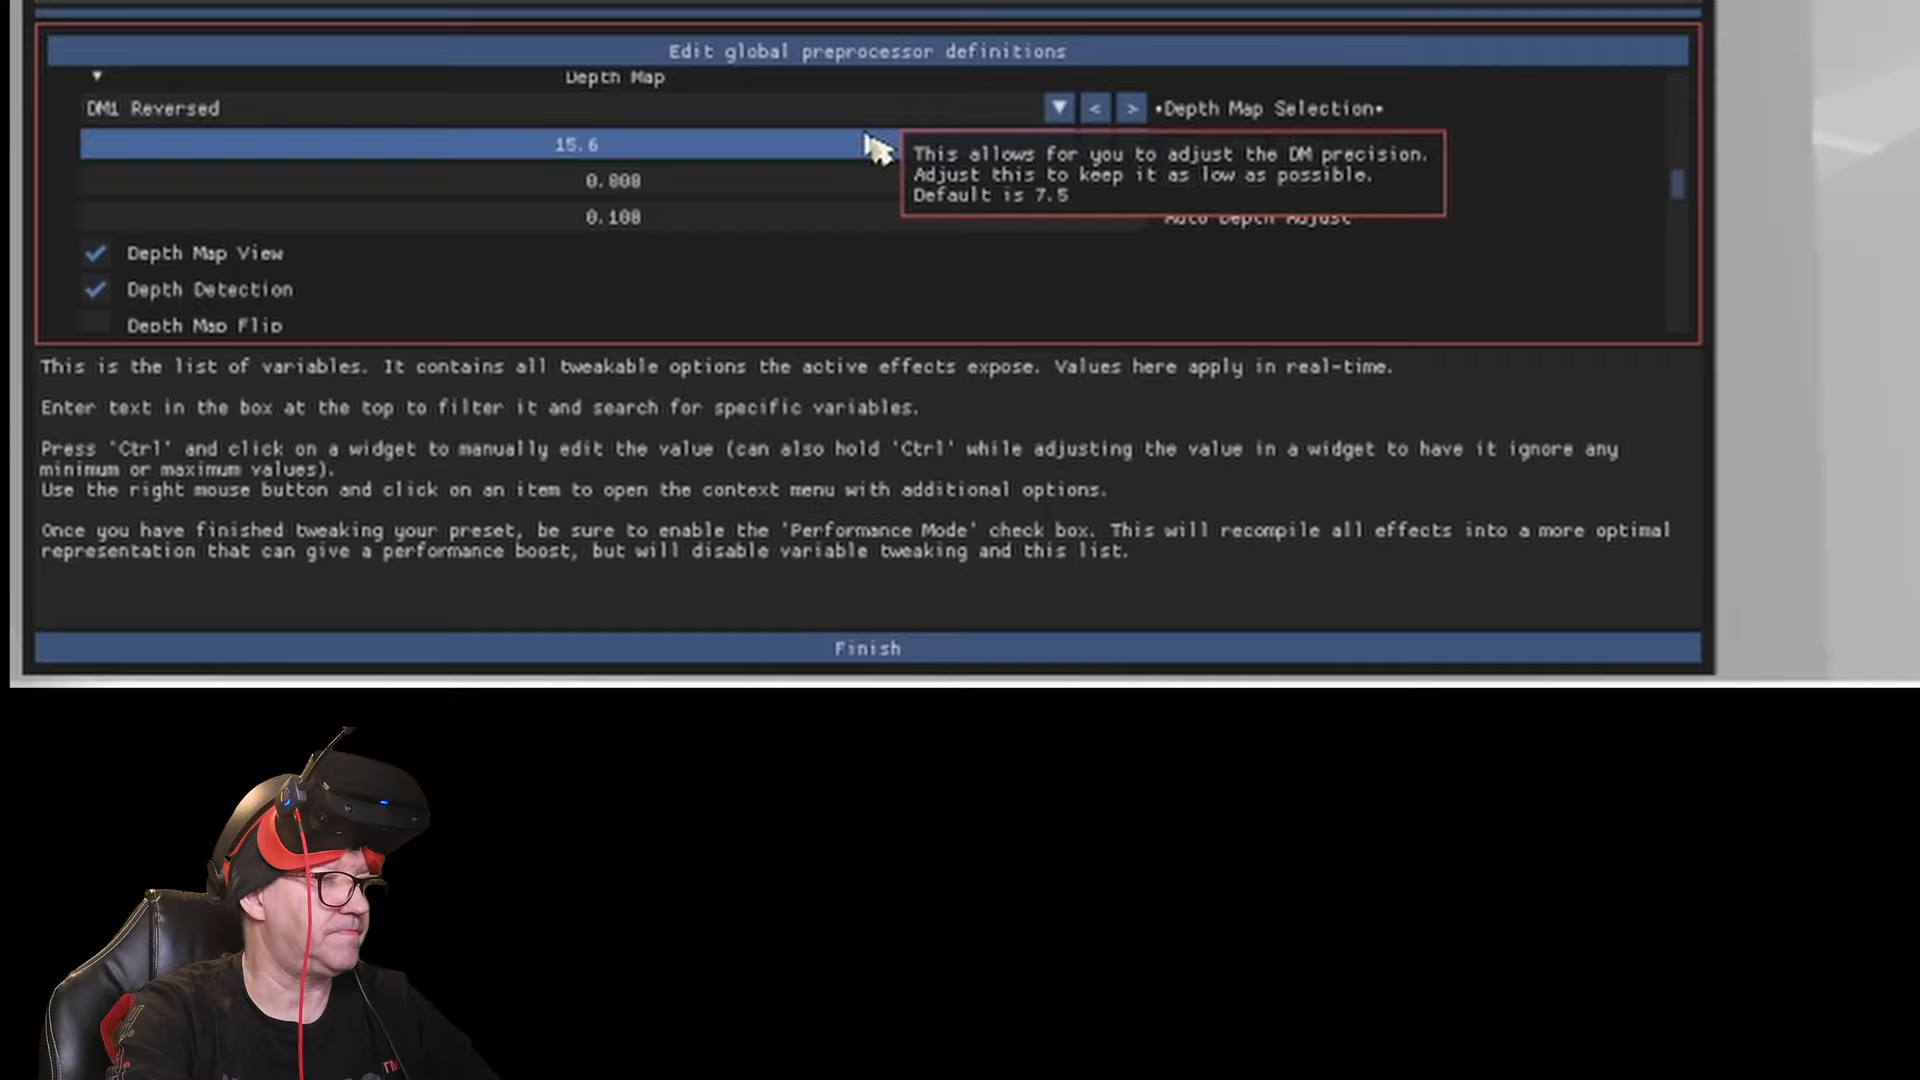 Edit global preprocessor definitions
Depth Map
DM1 Reversed
< > •Depth Map Selection•
15.6
This allows for you to adjust the DM precision.
Adjust this to keep it as low as possible.
Default is 7.5
0.808
0.108
Auto Depth Adjust
Depth Map View
Depth Detection
Depth Map Flip
This is the list of variables. It contains all tweakable options the active effects expose. Values here apply in real-time.
Enter text in the box at the top to filter it and search for specific variables.
Press 'Ctrl' and click on a widget to manually edit the value (can also hold 'Ctrl' while adjusting the value in a widget to have it ignore any
minimum or maximum values).
Use the right mouse button and click on an item to open the context menu with additional options.
Once you have finished tweaking your preset, be sure to enable the 'Performance Mode' check box. This will recompile all effects into a more optimal
representation that can give a performance boost, but will disable variable tweaking and this list.
Finish